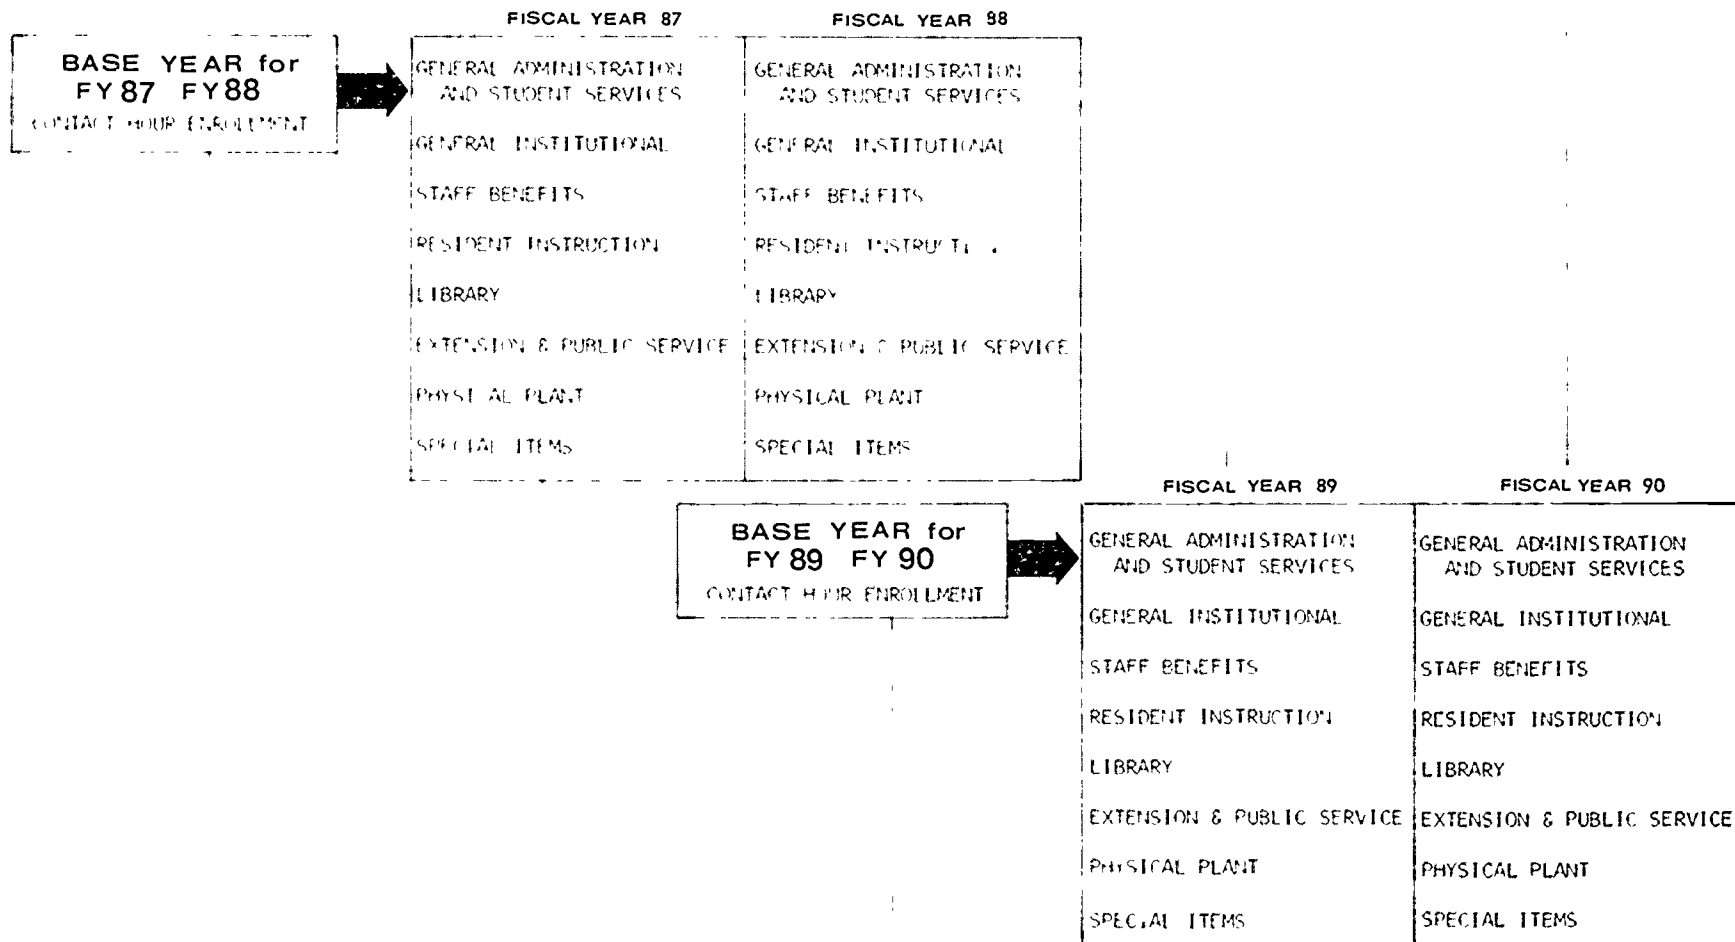 FISCAL YEAR 87
FISCAL YEAR 88
BASE YEAR for
FY 87 FY 88
CONTACT HOUR ENROLLMENT
GENERAL ADMINISTRATION
AND STUDENT SERVICES
GENERAL INSTITUTIONAL
STAFF BENEFITS
RESIDENT INSTRUCTION
LIBRARY
EXTENSION & PUBLIC SERVICE
PHYSI AL PLANT
SPECIAL ITEMS
GENERAL ADMINISTRATION
AND STUDENT SERVICES
GENERAL INSTITUTIONAL
STAFF BENEFITS
RESIDENT
LIBRARY
EXTENSION & PUBLIC SERVICE
PHYSICAL PLANT
SPECIAL ITEMS
FISCAL YEAR 89
FISCAL YEAR 90
BASE YEAR for
FY 89 FY 90
CONTACT HOUR ENROLLMENT
GENERAL ADMINISTRATION
AND STUDENT SERVICES
GENERAL INSTITUTIONAL
STAFF BENEFITS
RESIDENT INSTRUCTION
LIBRARY
EXTENSION & PUBLIC SERVICE
PHYSICAL PLANT
SPECIAL ITEMS
GENERAL ADMINISTRATION
AND STUDENT SERVICES
GENERAL INSTITUTIONAL
STAFF BENEFITS
RESIDENT INSTRUCTION
LIBRARY
EXTENSION & PUBLIC SERVICE
PHYSICAL PLANT
SPECIAL ITEMS